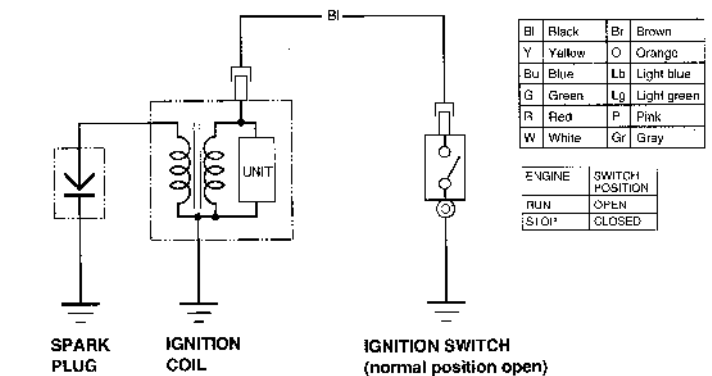 Bl
Bl Black Br Brown
Y Yellow O Orange
Bu Blue Lb Light blue
G Green Lg Light green
R Red P Pink
W White Gr Gray
UNIT
ENGINE SWITCH POSITION
RUN OPEN
STOP CLOSED
SPARK PLUG
IGNITION COIL
IGNITION SWITCH
(normal position open)